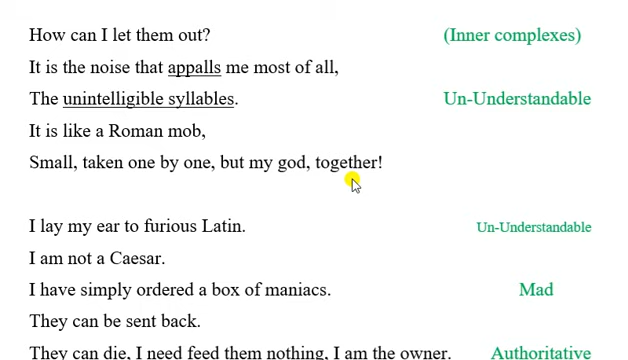 How can I let them out? (Inner complexes)
It is the noise that appalls me most of all,
The unintelligible syllables. Un-Understandable
It is like a Roman mob,
Small, taken one by one, but my god, together!
I lay my ear to furious Latin. Un-Understandable
I am not a Caesar.
I have simply ordered a box of maniacs. Mad
They can be sent back.
They can die, I need feed them nothing, I am the owner. Authoritative